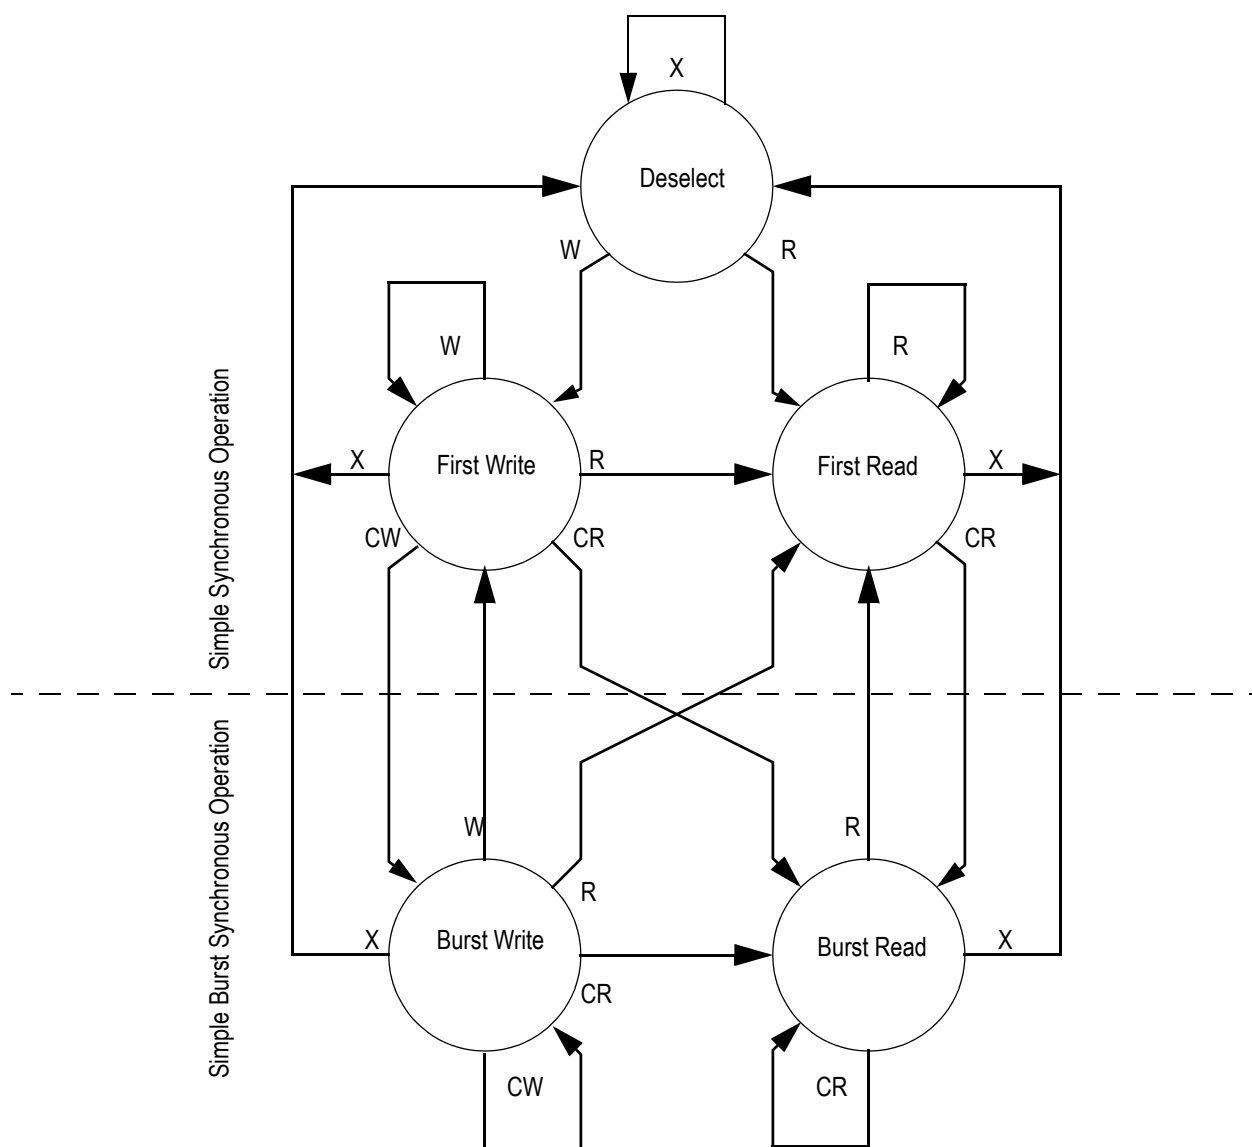 X
Deselect
W
R
W
R
X
First Write
R
First Read
X
CW
CR
CR
Simple Synchronous Operation
Simple Burst Synchronous Operation
W
R
R
X
Burst Write
Burst Read
X
CR
CW
CR